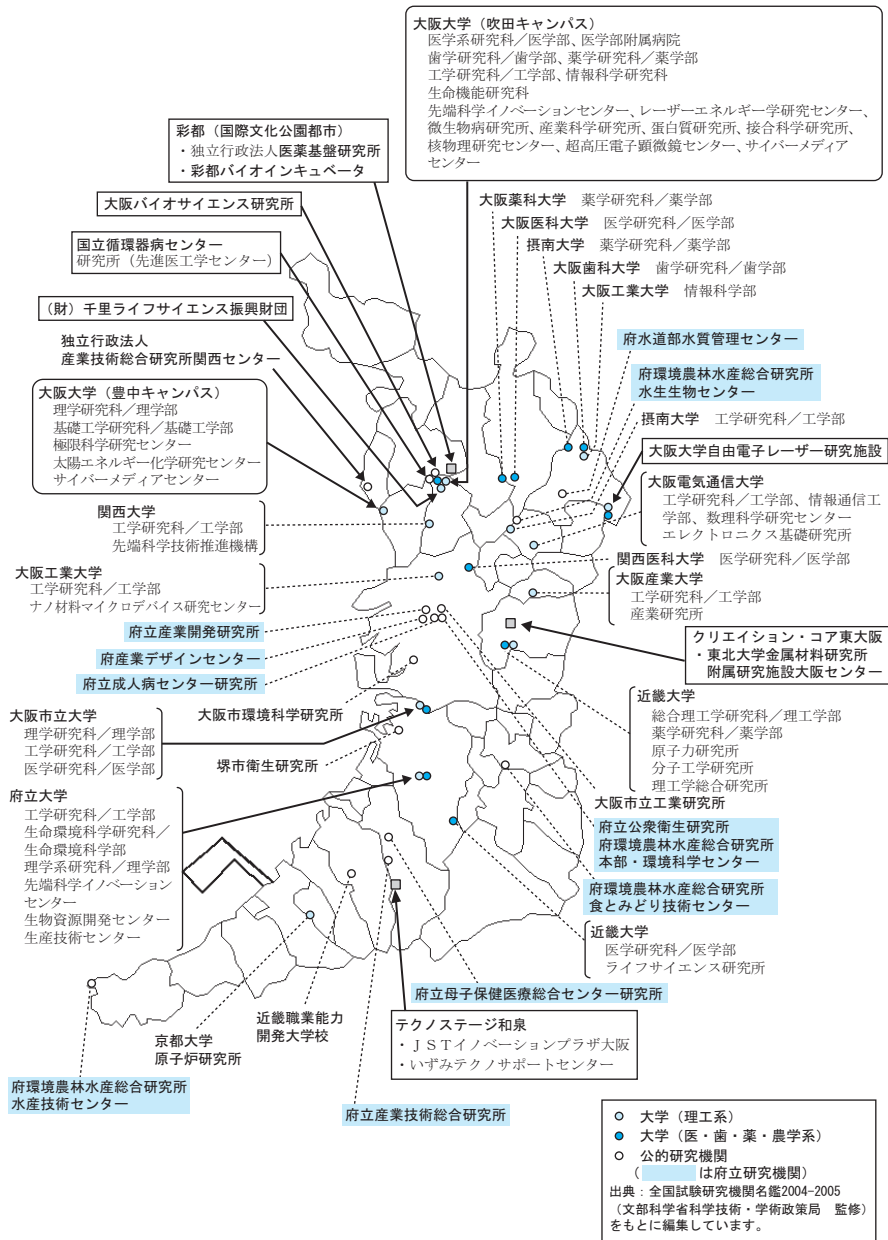 大阪大学（吹田キャンパス）
医学系研究科／医学部、医学部附属病院
歯学研究科／歯学部、薬学研究科／薬学部
工学研究科／工学部、情報科学研究科
生命機能研究科
先端科学イノベーションセンター、レーザーエネルギー学研究センター、
微生物病研究所、産業科学研究所、蛋白質研究所、接合科学研究所、
核物理研究センター、超高圧電子顕微鏡センター、サイバーメディア
センター
彩都（国際文化公園都市）
・独立行政法人医薬基盤研究所
・彩都バイオインキュベータ
大阪バイオサイエンス研究所
国立循環器病センター
研究所（先進医工学センター）
（財）千里ライフサイエンス振興財団
独立行政法人
産業技術総合研究所関西センター
大阪大学（豊中キャンパス）
理学研究科／理学部
基礎工学研究科／基礎工学部
極限科学研究センター
太陽エネルギー化学研究センター
サイバーメディアセンター
関西大学
工学研究科／工学部
先端科学技術推進機構
大阪工業大学
工学研究科／工学部
ナノ材料マイクロデバイス研究センター
府立産業開発研究所
府産業デザインセンター
府立成人病センター研究所
大阪市環境科学研究所
大阪市立大学
理学研究科／理学部
工学研究科／工学部
医学研究科／医学部
堺市衛生研究所
府立大学
工学研究科／工学部
生命環境科学研究科／
生命環境科学部
理学系研究科／理学部
先端科学イノベーション
センター
生物資源開発センター
生産技術センター
大阪薬科大学　薬学研究科／薬学部
大阪医科大学　医学研究科／医学部
摂南大学　薬学研究科／薬学部
大阪歯科大学　歯学研究科／歯学部
大阪工業大学　情報科学部
府水道部水質管理センター
府環境農林水産総合研究所
水生生物センター
摂南大学　工学研究科／工学部
大阪大学自由電子レーザー研究施設
大阪電気通信大学
工学研究科／工学部、情報通信工
学部、数理科学研究センター
エレクトロニクス基礎研究所
関西医科大学　医学研究科／医学部
大阪産業大学
工学研究科／工学部
産業研究所
クリエイション・コア東大阪
・東北大学金属材料研究所
附属研究施設大阪センター
近畿大学
総合理工学研究科／理工学部
薬学研究科／薬学部
原子力研究所
分子工学研究所
理工学総合研究所
大阪市立工業研究所
府立公衆衛生研究所
府環境農林水産総合研究所
本部・環境科学センター
府環境農林水産総合研究所
食とみどり技術センター
近畿大学
医学研究科／医学部
ライフサイエンス研究所
府立母子保健医療総合センター研究所
近畿職業能力
開発大学校
テクノステージ和泉
・ＪＳＴイノベーションプラザ大阪
・いずみテクノサポートセンター
京都大学
原子炉研究所
府環境農林水産総合研究所
水産技術センター
府立産業技術総合研究所
大学（理工系）
大学（医・歯・薬・農学系）
公的研究機関
（　　　は府立研究機関）
出典：全国試験研究機関名鑑2004-2005
（文部科学省科学技術・学術政策局　監修）
をもとに編集しています。